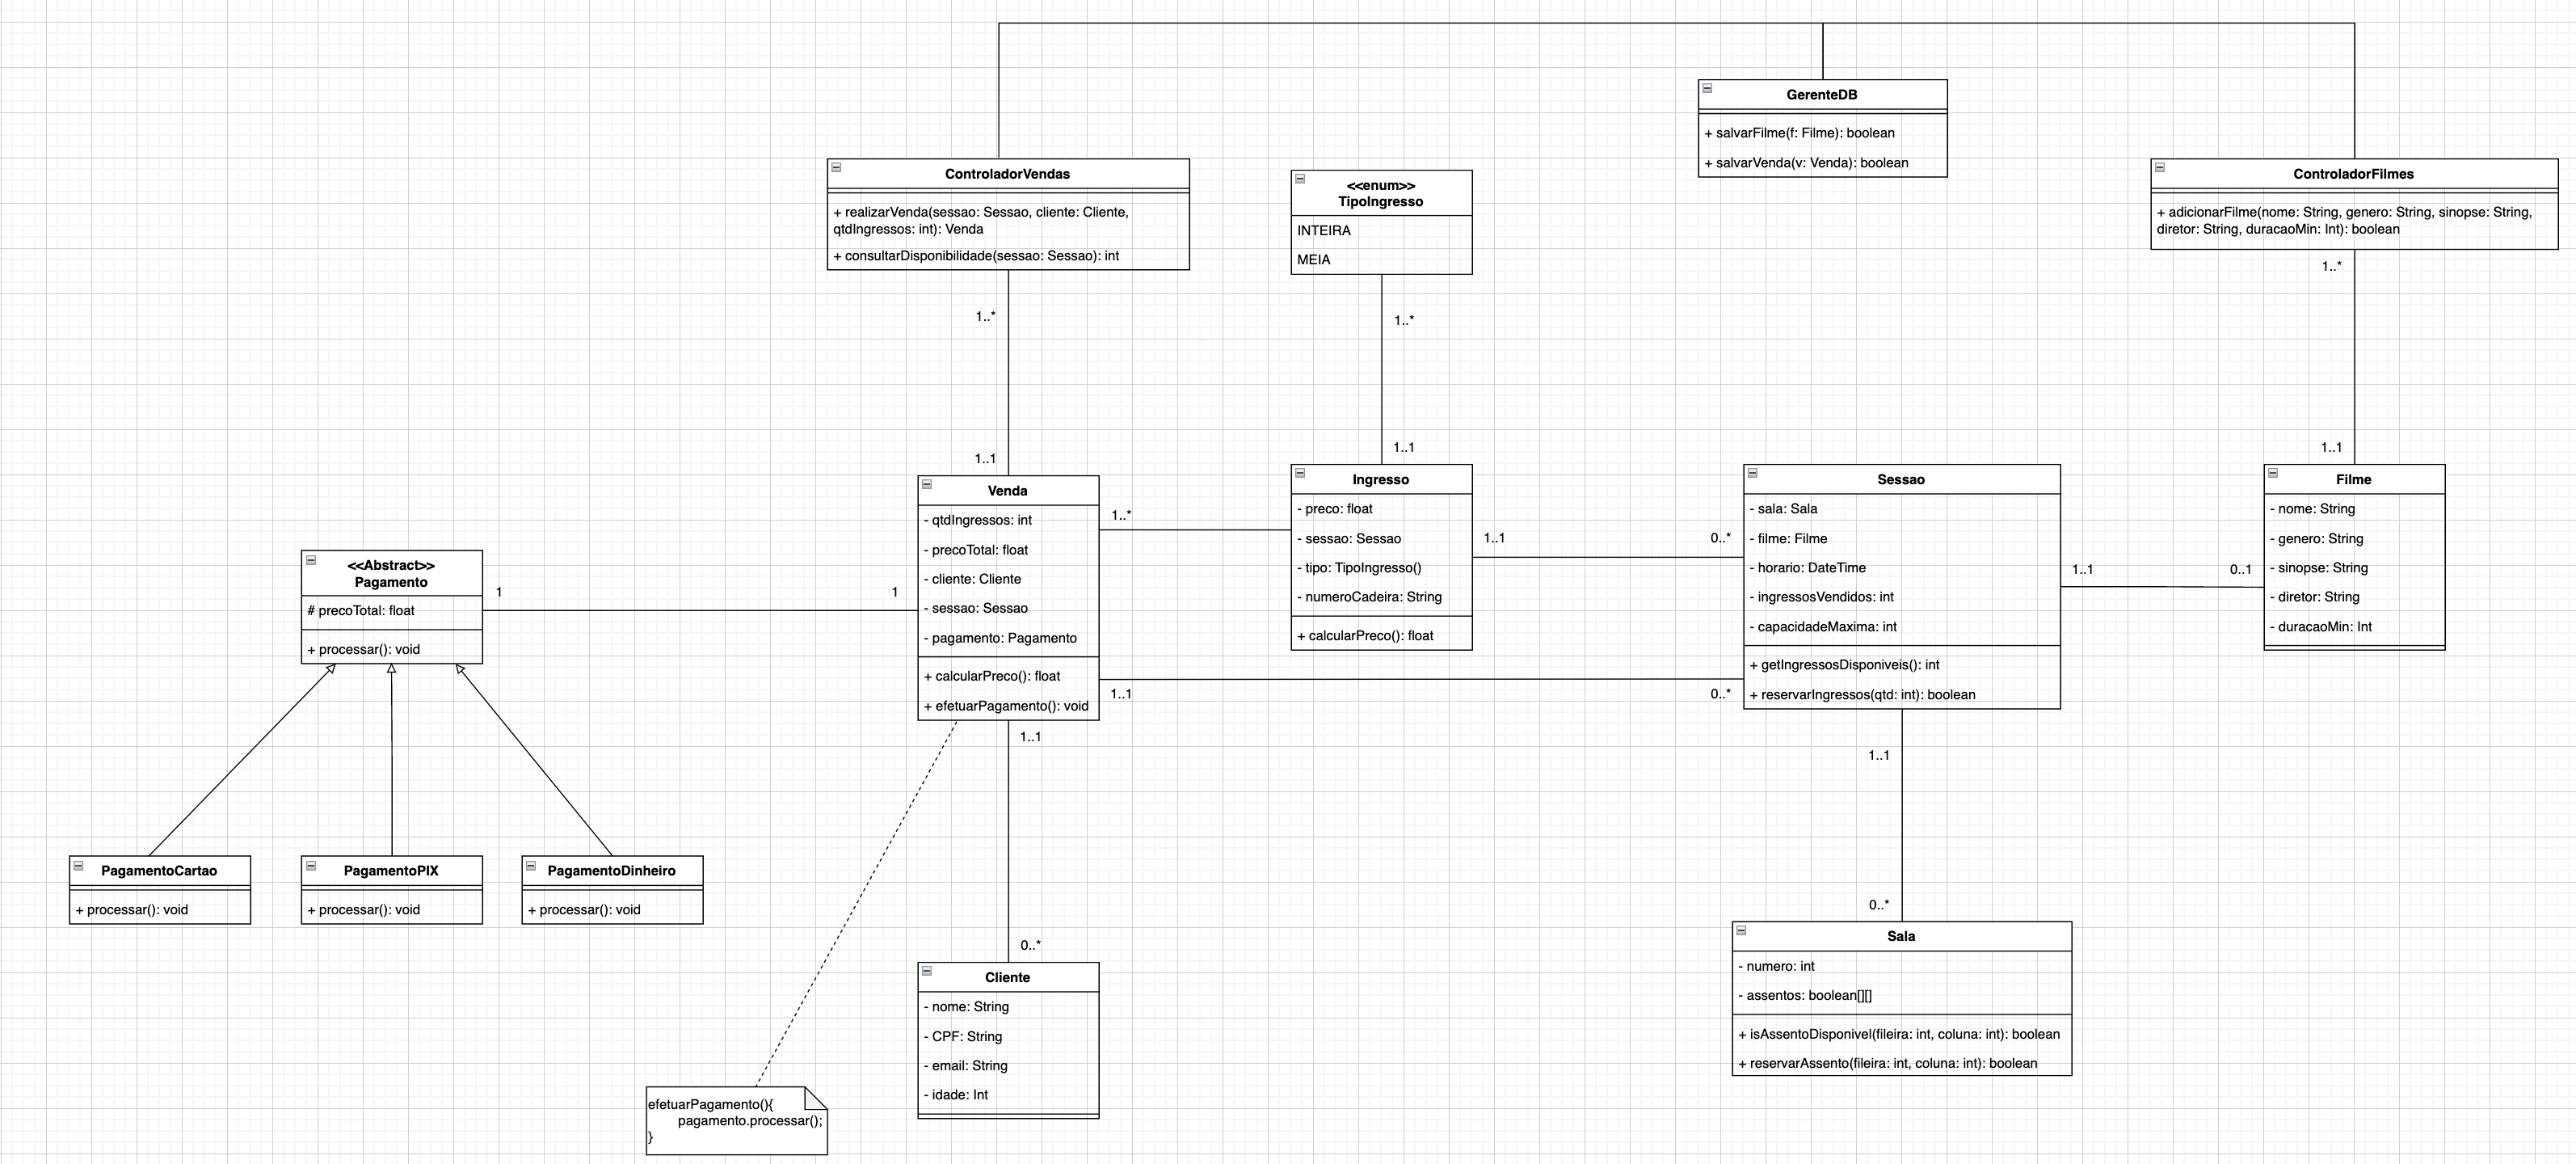 GerenteDB
+ salvarFilme(f: Filme): boolean
+ salvarVenda(v: Venda): boolean
ControladorVendas
+ realizarVenda(sessao: Sessao, cliente: Cliente,
qtdIngressos: int): Venda
+ consultarDisponibilidade(sessao: Sessao): int
<<enum>>
TipoIngresso
INTEIRA
MEIA
ControladorFilmes
+ adicionarFilme(nome: String, genero: String, sinopse: String,
diretor: String, duracaoMin: Int): boolean
1..*
1..1
1..*
1..1
1..*
1..1
Venda
- qtdIngressos: int
- precoTotal: float
- cliente: Cliente
- sessao: Sessao
- pagamento: Pagamento
+ calcularPreco(): float
+ efetuarPagamento(): void
1..*
Ingresso
- preco: float
- sessao: Sessao
- tipo: TipoIngresso()
- numeroCadeira: String
+ calcularPreco(): float
1..1
0..*
Sessao
- sala: Sala
- filme: Filme
- horario: DateTime
- ingressosVendidos: int
- capacidadeMaxima: int
+ getIngressosDisponiveis(): int
+ reservarIngressos(qtd: int): boolean
1..1
0..1
Filme
- nome: String
- genero: String
- sinopse: String
- diretor: String
- duracaoMin: Int
<<Abstract>>
Pagamento
# precoTotal: float
+ processar(): void
1
1
1..1
0..*
PagamentoCartao
+ processar(): void
PagamentoPIX
+ processar(): void
PagamentoDinheiro
+ processar(): void
1..1
0..*
Cliente
- nome: String
- CPF: String
- email: String
- idade: Int
1..1
0..*
Sala
- numero: int
- assentos: boolean[][]
+ isAssentoDisponivel(fileira: int, coluna: int): boolean
+ reservarAssento(fileira: int, coluna: int): boolean
efetuarPagamento(){
pagamento.processar();
}